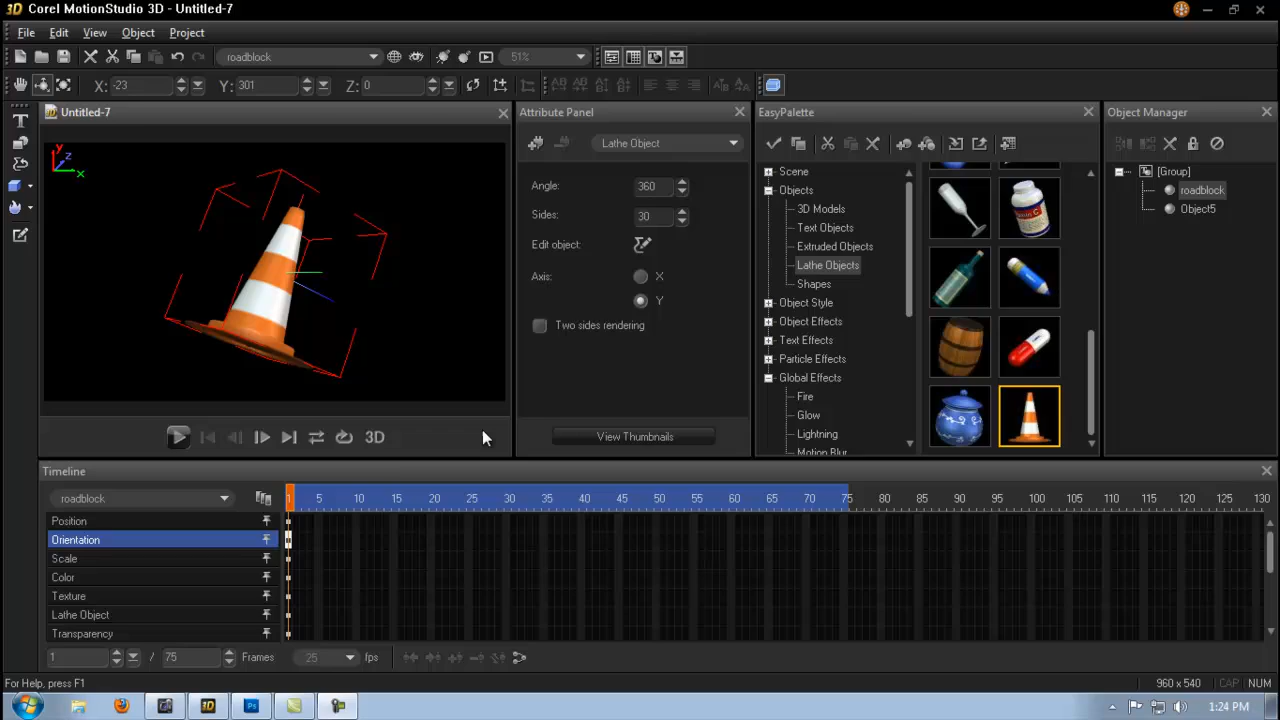 Corel MotionStudio 3D - Untitled-7
File Edit View Object Project
roadblock 51%
X: -23 Y: 301 Z: 0
Untitled-7
y
z
x
3D
Attribute Panel
Lathe Object
Angle: 360
Sides: 30
Edit object:
Axis: X
Y
Two sides rendering
View Thumbnails
EasyPalette
Scene
Objects
3D Models
Text Objects
Extruded Objects
Lathe Objects
Shapes
Object Style
Object Effects
Text Effects
Particle Effects
Global Effects
Fire
Glow
Lightning
Motion Blur
Object Manager
[Group]
roadblock
Object5
Timeline
roadblock
1 5 10 15 20 25 30 35 40 45 50 55 60 65 70 75 80 85 90 95 100 105 110 115 120 125 130
Position
Orientation
Scale
Color
Texture
Lathe Object
Transparency
1 / 75 Frames 25 fps
For Help, press F1 960 x 540 CAP NUM
1:24 PM